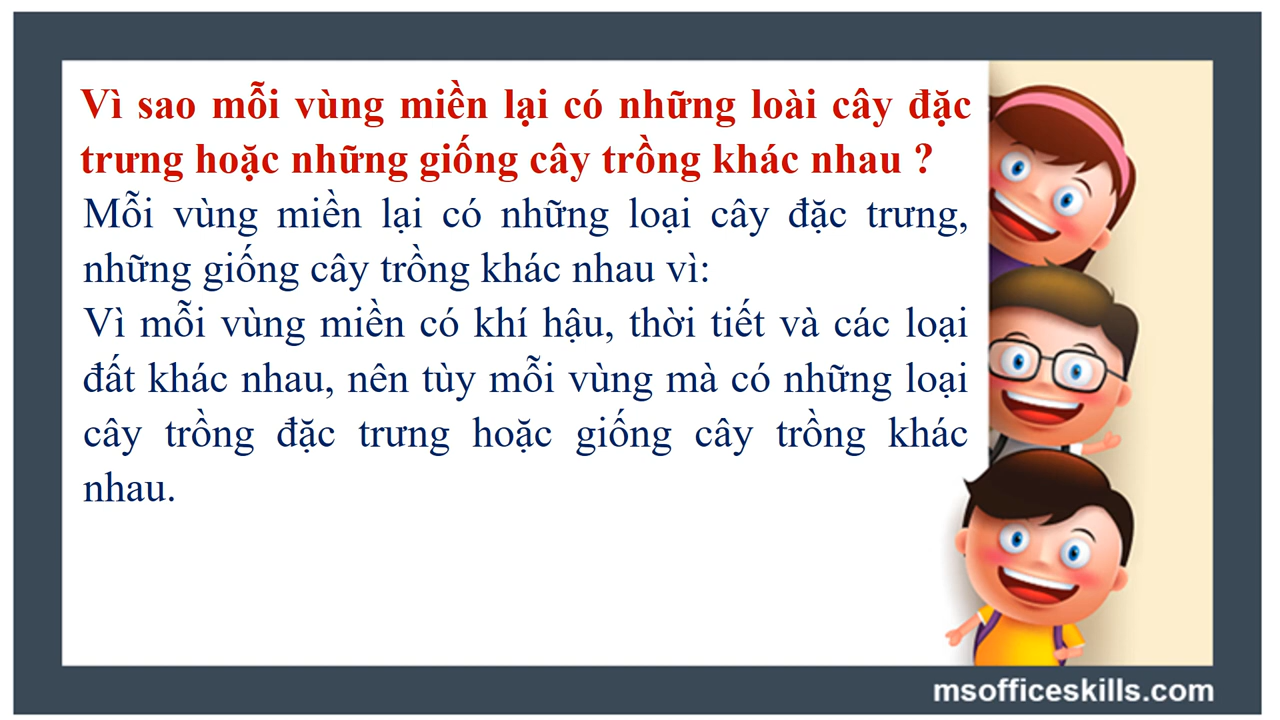 Vì sao mỗi vùng miền lại có những loài cây đặc
trưng hoặc những giống cây trồng khác nhau ?
Mỗi vùng miền lại có những loại cây đặc trưng,
những giống cây trồng khác nhau vì:
Vì mỗi vùng miền có khí hậu, thời tiết và các loại
đất khác nhau, nên tùy mỗi vùng mà có những loại
cây trồng đặc trưng hoặc giống cây trồng khác
nhau.
msofficeskills.com